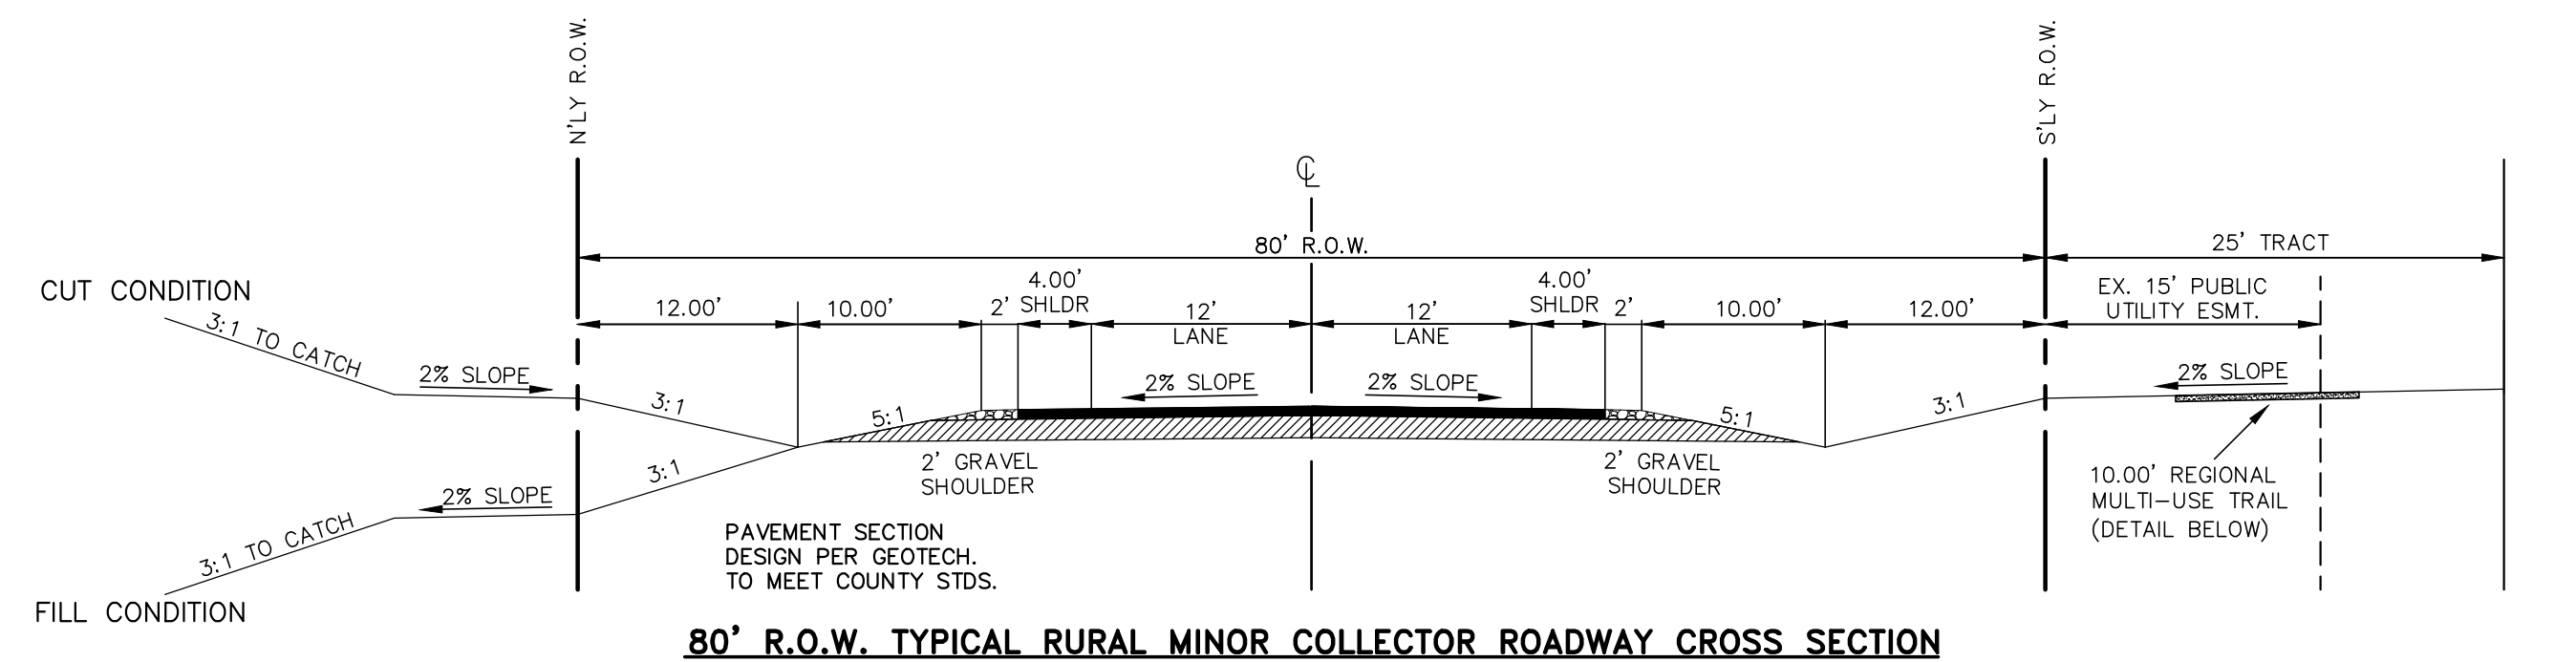 N'LY R.O.W.
S'LY R.O.W.
℄
80' R.O.W.
25' TRACT
CUT CONDITION
3:1 TO CATCH
2% SLOPE
12.00'
10.00'
2'
4.00'
SHLDR
12'
LANE
12'
LANE
4.00'
SHLDR
2'
10.00'
12.00'
EX. 15' PUBLIC
UTILITY ESMT.
3:1
5:1
2% SLOPE
2% SLOPE
5:1
3:1
2% SLOPE
3:1
2% SLOPE
3:1 TO CATCH
FILL CONDITION
2' GRAVEL
SHOULDER
2' GRAVEL
SHOULDER
10.00' REGIONAL
MULTI-USE TRAIL
(DETAIL BELOW)
PAVEMENT SECTION
DESIGN PER GEOTECH.
TO MEET COUNTY STDS.
80' R.O.W. TYPICAL RURAL MINOR COLLECTOR ROADWAY CROSS SECTION